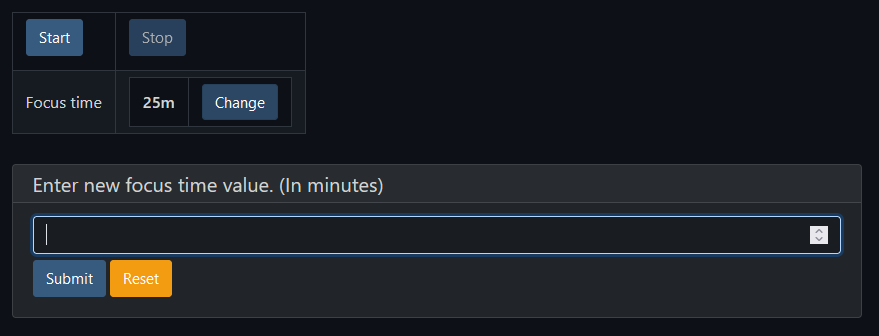 Start Stop
Focus time 25m Change
Enter new focus time value. (In minutes)
Submit Reset